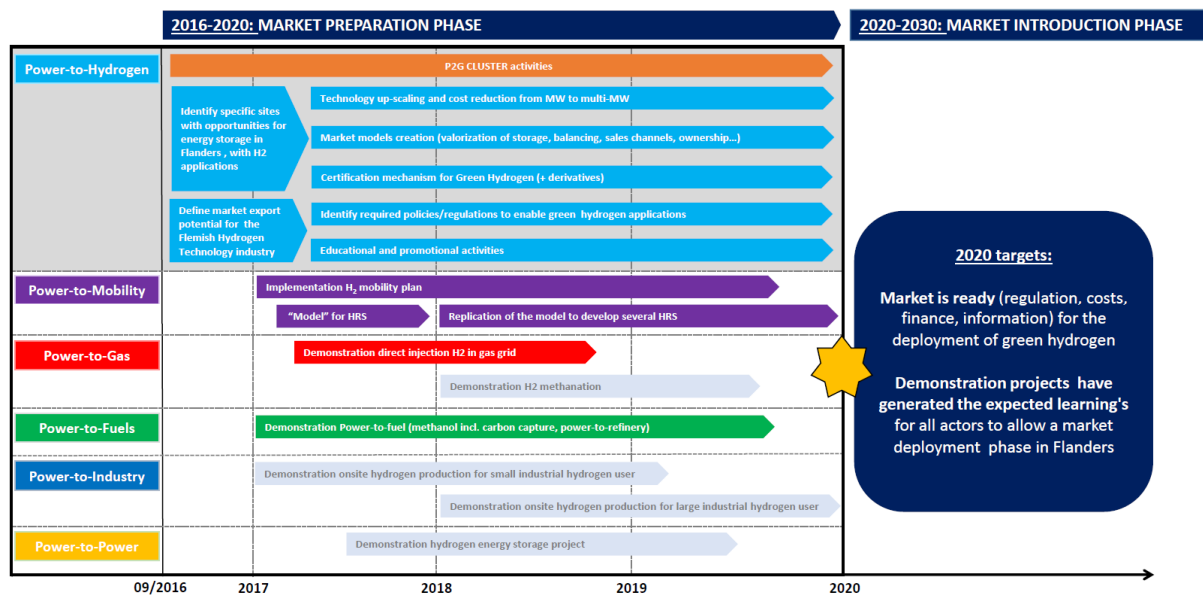 2016-2020: MARKET PREPARATION PHASE
2020-2030: MARKET INTRODUCTION PHASE
Power-to-Hydrogen
P2G CLUSTER activities
Identify specific sites
with opportunities for
energy storage in
Flanders , with H2
applications
Technology up-scaling and cost reduction from MW to multi-MW
Market models creation (valorization of storage, balancing, sales channels, ownership...)
Certification mechanism for Green Hydrogen (+ derivatives)
Define market export
potential for the
Flemish Hydrogen
Technology industry
Identify required policies/regulations to enable green hydrogen applications
Educational and promotional activities
Power-to-Mobility
Implementation H₂ mobility plan
“Model” for HRS
Replication of the model to develop several HRS
Power-to-Gas
Demonstration direct injection H2 in gas grid
Demonstration H2 methanation
Power-to-Fuels
Demonstration Power-to-fuel (methanol incl. carbon capture, power-to-refinery)
Power-to-Industry
Demonstration onsite hydrogen production for small industrial hydrogen user
Demonstration onsite hydrogen production for large industrial hydrogen user
Power-to-Power
Demonstration hydrogen energy storage project
2020 targets:
Market is ready (regulation, costs,
finance, information) for the
deployment of green hydrogen
Demonstration projects have
generated the expected learning's
for all actors to allow a market
deployment phase in Flanders
09/2016
2017
2018
2019
2020